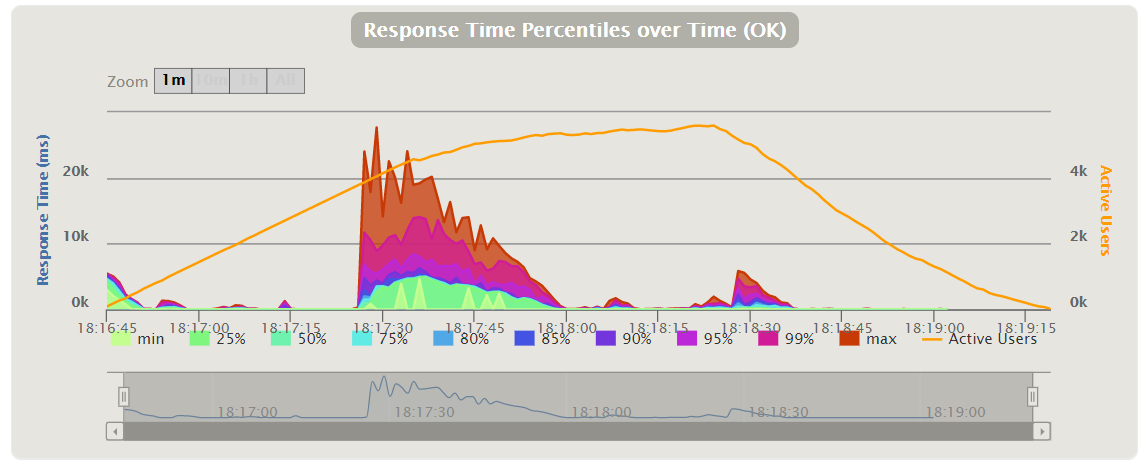 Response Time Percentiles over Time (OK)
Zoom 1m 10m 1h All
Response Time (ms)
20k
10k
0k
4k
2k
0k
Active Users
18:16:45 18:17:00 18:17:15 18:17:30 18:17:45 18:18:00 18:18:15 18:18:30 18:18:45 18:19:00 18:19:15
min 25% 50% 75% 80% 85% 90% 95% 99% max Active Users
18:17:00 18:17:30 18:18:00 18:18:30 18:19:00